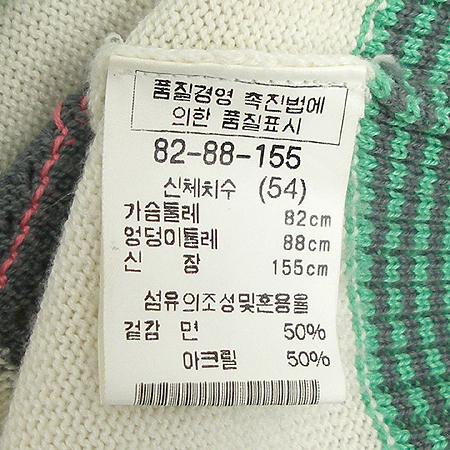 품질경영 촉진법에
의한 품질표시
82-88-155
신체치수 (54)
가슴둘레 82cm
엉덩이둘레 88cm
신 장 155cm
섬유의조성및혼용율
겉감 면 50%
아크릴 50%